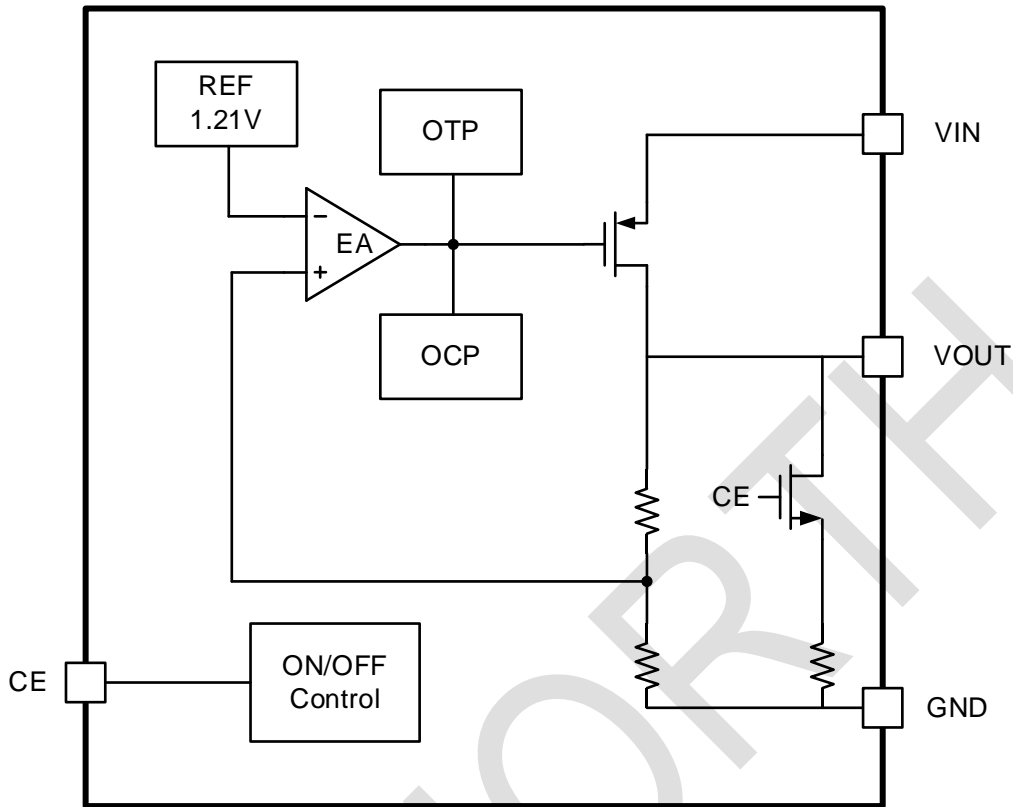 REF
1.21V
OTP
VIN
−
EA
+
OCP
VOUT
CE
ON/OFF
Control
CE
GND